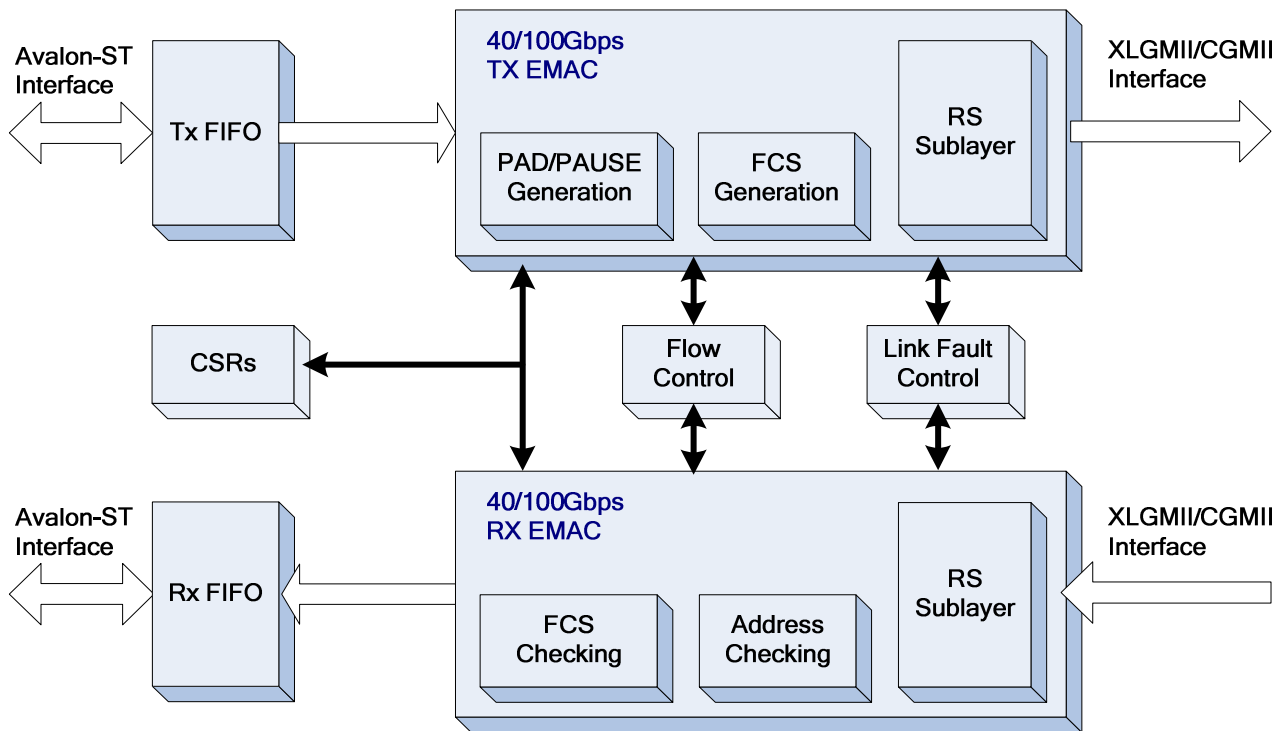 Avalon-ST
Interface
Tx FIFO
40/100Gbps
TX EMAC
PAD/PAUSE
Generation
FCS
Generation
RS
Sublayer
XLGMII/CGMII
Interface
CSRs
Flow
Control
Link Fault
Control
Avalon-ST
Interface
Rx FIFO
40/100Gbps
RX EMAC
FCS
Checking
Address
Checking
RS
Sublayer
XLGMII/CGMII
Interface